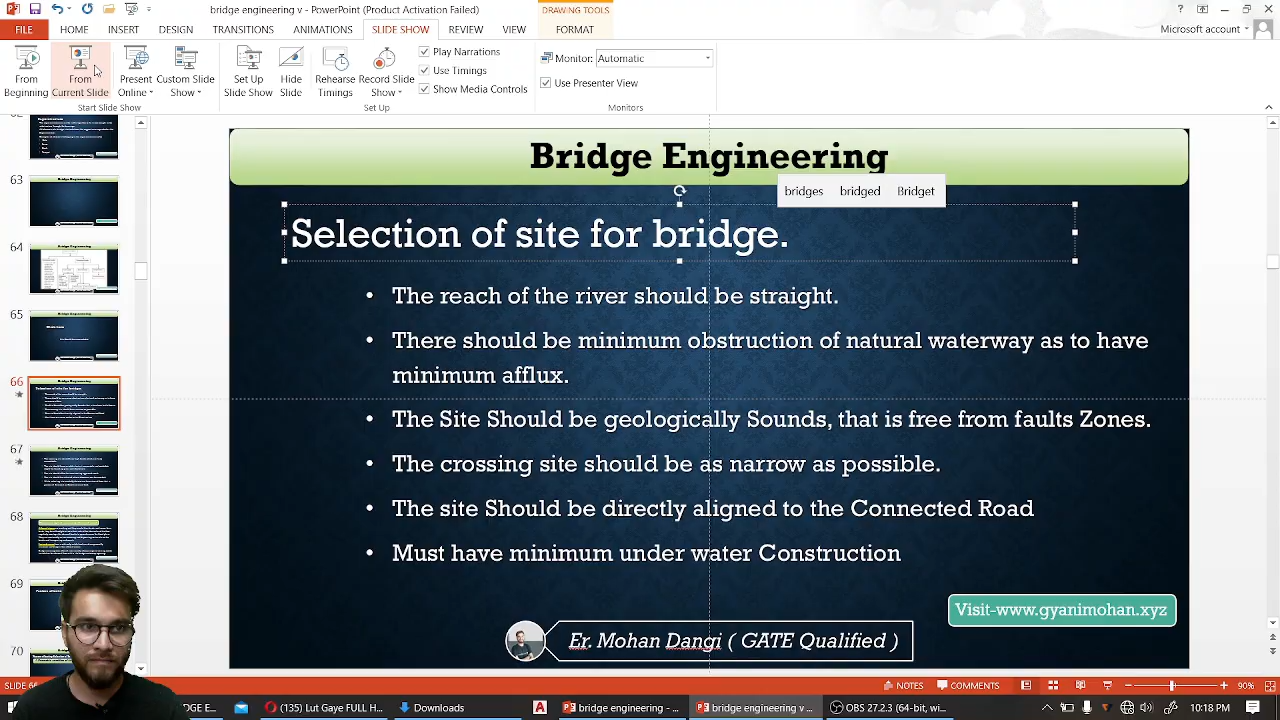 bridge engineering v - PowerPoint (Product Activation Failed)
DRAWING TOOLS
FILE HOME INSERT DESIGN TRANSITIONS ANIMATIONS SLIDE SHOW REVIEW VIEW FORMAT
Microsoft account
From Beginning
From Current Slide
Present Online
Custom Slide Show
Set Up Slide Show
Hide Slide
Rehearse Timings
Record Slide Show
Play Narrations
Use Timings
Show Media Controls
Monitor: Automatic
Use Presenter View
Start Slide Show
Set Up
Monitors
63
64
65
66
67
68
69
70
Bridge Engineering
bridges bridged Bridget
Selection of site for bridge
• The reach of the river should be straight.
• There should be minimum obstruction of natural waterway as to have
minimum afflux.
• The Site Should be geologically Sounds, that is free from faults Zones.
• The crossing site should be as narrow as possible
• The site Should be directly aligned to the Connected Road
• Must have minimum under water Construction
Visit-www.gyanimohan.xyz
Er. Mohan Dangi ( GATE Qualified )
SLIDE 66
NOTES
COMMENTS
90%
(135) Lut Gaye FULL H...
Downloads
bridge engineering - ...
bridge engineering v...
OBS 27.2.3 (64-bit, wi...
10:18 PM